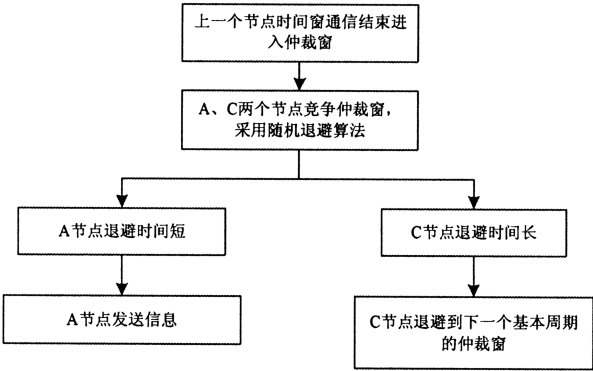 上一个节点时间窗通信结束进
入仲裁窗
A、C两个节点竞争仲裁窗，
采用随机退避算法
A节点退避时间短
C节点退避时间长
A节点发送信息
C节点退避到下一个基本周期
的仲裁窗